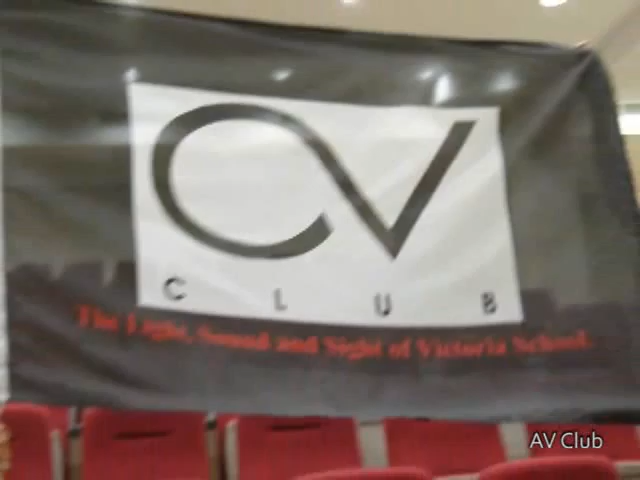 CV
CLUB
The Light, Sound and Sight of Victoria School.
AV Club